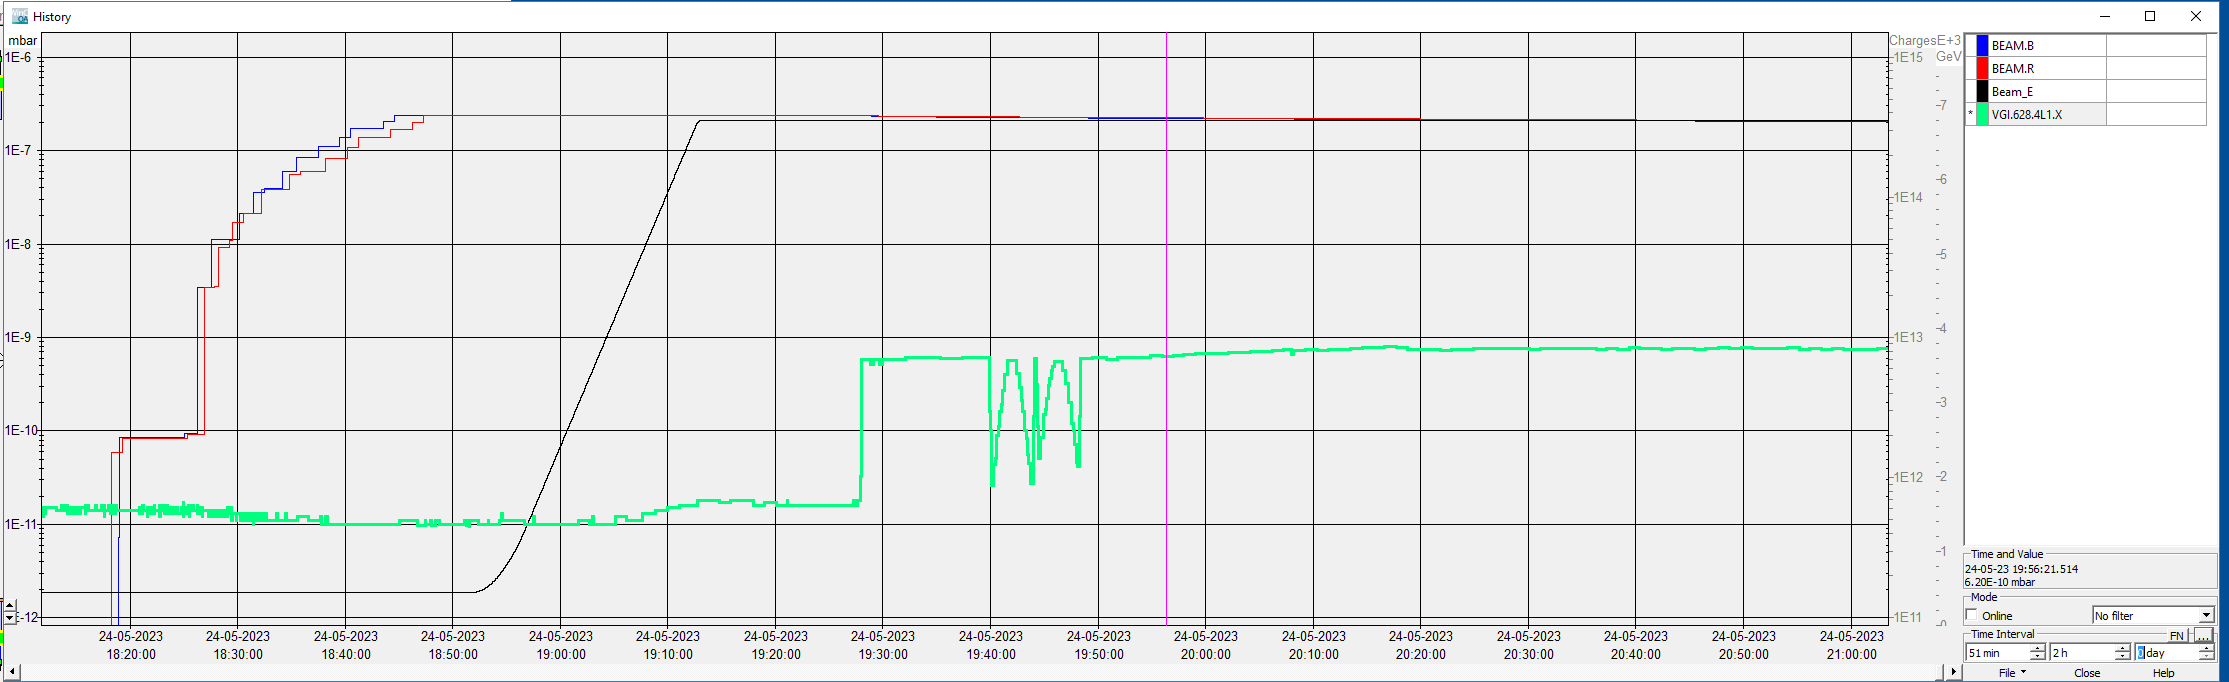 History
mbar
ChargesE+3
GeV
1E-6
1E-7
1E-8
1E-9
1E-10
1E-11
E-12
1E15
1E14
1E13
1E12
1E11
-7
-6
-5
-4
-3
-2
-1
-0
24-05-2023 24-05-2023 24-05-2023 24-05-2023 24-05-2023 24-05-2023 24-05-2023 24-05-2023 24-05-2023 24-05-2023 24-05-2023 24-05-2023 24-05-2023 24-05-2023 24-05-2023 24-05-2023 24-05-2023
18:20:00 18:30:00 18:40:00 18:50:00 19:00:00 19:10:00 19:20:00 19:30:00 19:40:00 19:50:00 20:00:00 20:10:00 20:20:00 20:30:00 20:40:00 20:50:00 21:00:00
BEAM.B
BEAM.R
Beam_E
* VGI.628.4L1.X
Time and Value
24-05-23 19:56:21.514
6.20E-10 mbar
Mode
Online No filter
Time Interval FN ...
51 min 2 h 0 day
File Close Help